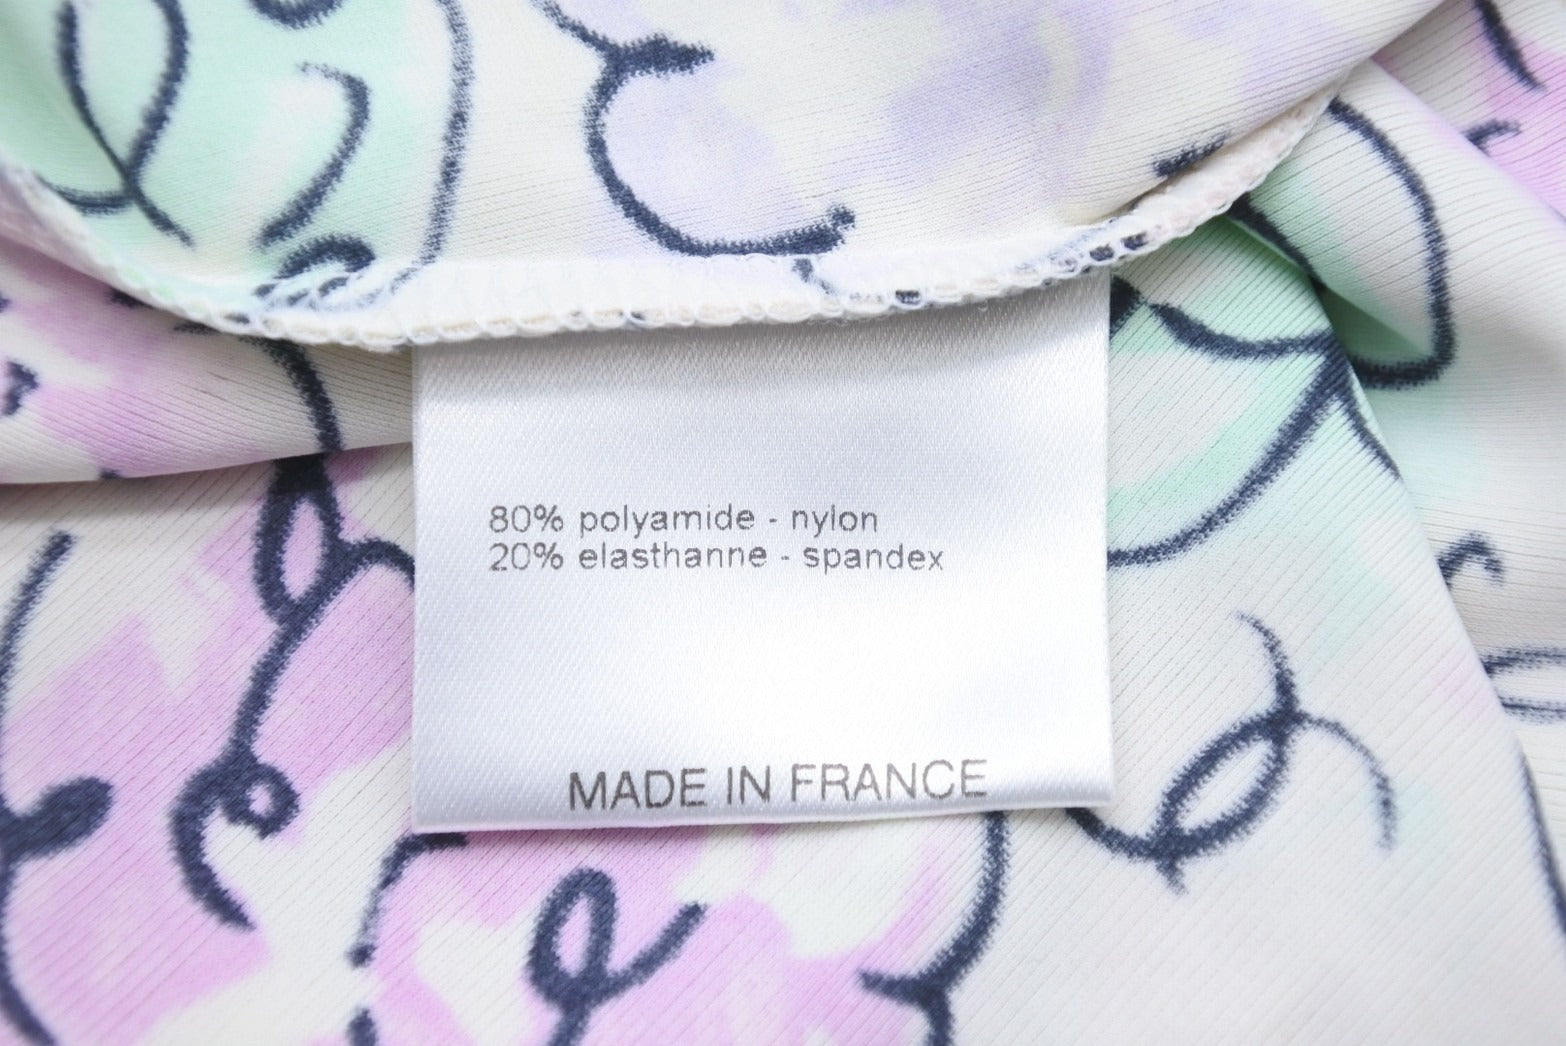 80% polyamide - nylon
20% elasthanne - spandex
MADE IN FRANCE